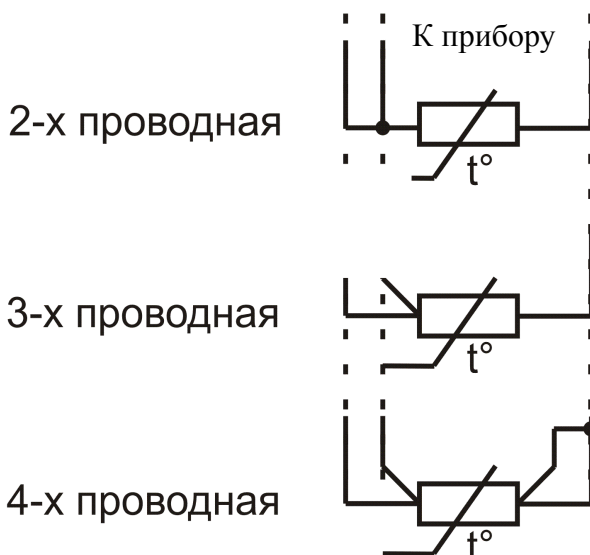 К прибору
2-х проводная
t°
3-х проводная
t°
4-х проводная
t°